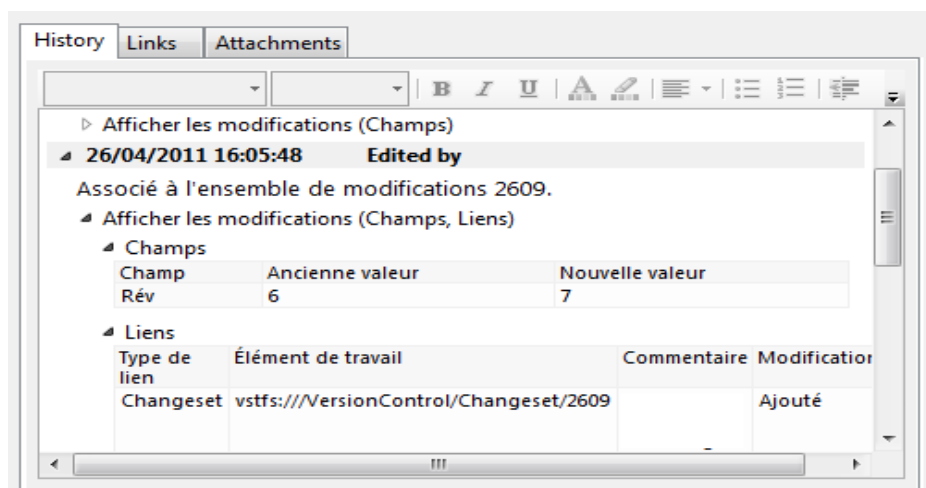 History Links Attachments
B I U A
Afficher les modifications (Champs)
26/04/2011 16:05:48 Edited by
Associé à l'ensemble de modifications 2609.
Afficher les modifications (Champs, Liens)
Champs
Champ Ancienne valeur Nouvelle valeur
Rév 6 7
Liens
Type de lien Élément de travail Commentaire Modification
Changeset vstfs:///VersionControl/Changeset/2609 Ajouté